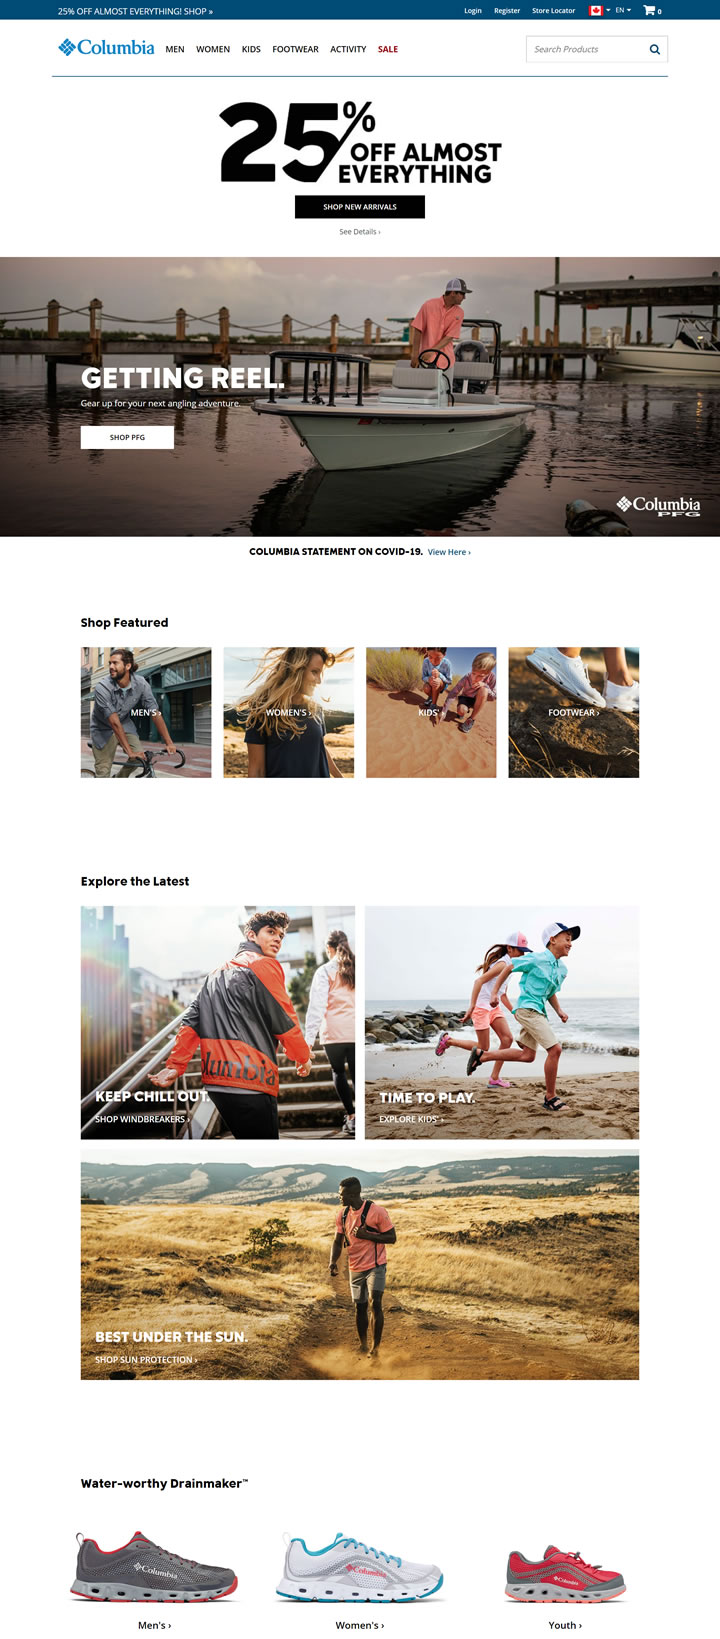 25% OFF ALMOST EVERYTHING! SHOP »
Login Register Store Locator EN 0
Columbia MEN WOMEN KIDS FOOTWEAR ACTIVITY SALE
Search Products
25%
OFF ALMOST
EVERYTHING
SHOP NEW ARRIVALS
See Details ›
GETTING REEL.
Gear up for your next angling adventure.
SHOP PFG
Columbia
PFG
COLUMBIA STATEMENT ON COVID-19. View Here ›
Shop Featured
MEN'S › WOMEN'S › KIDS' › FOOTWEAR ›
Explore the Latest
lumbia
KEEP CHILL OUT.
SHOP WINDBREAKERS ›
TIME TO PLAY.
EXPLORE KIDS' ›
BEST UNDER THE SUN.
SHOP SUN PROTECTION ›
Water-worthy Drainmaker™
Columbia Columbia Columbia
Men's › Women's › Youth ›